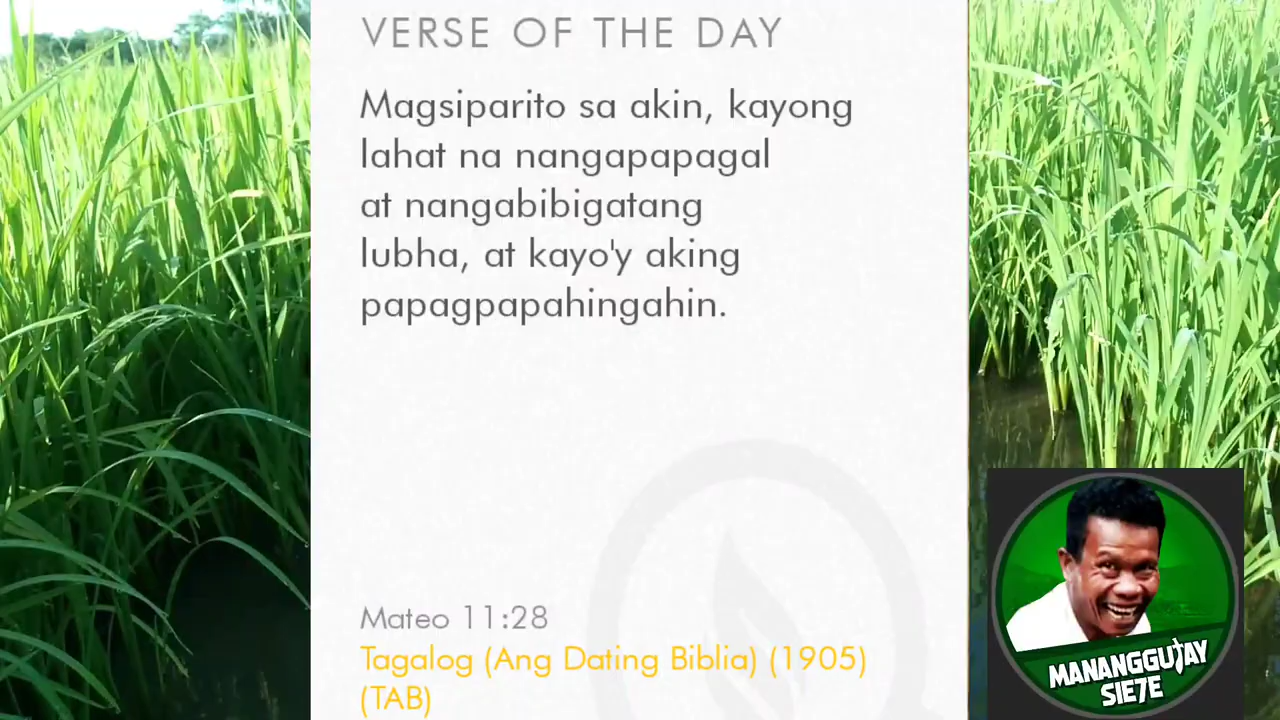 VERSE OF THE DAY
Magsiparito sa akin, kayong
lahat na nangapapagal
at nangabibigatang
lubha, at kayo'y aking
papagpapahingahin.
Mateo 11:28
Tagalog (Ang Dating Biblia) (1905)
(TAB)
MANANGGUTAY
SIE7E